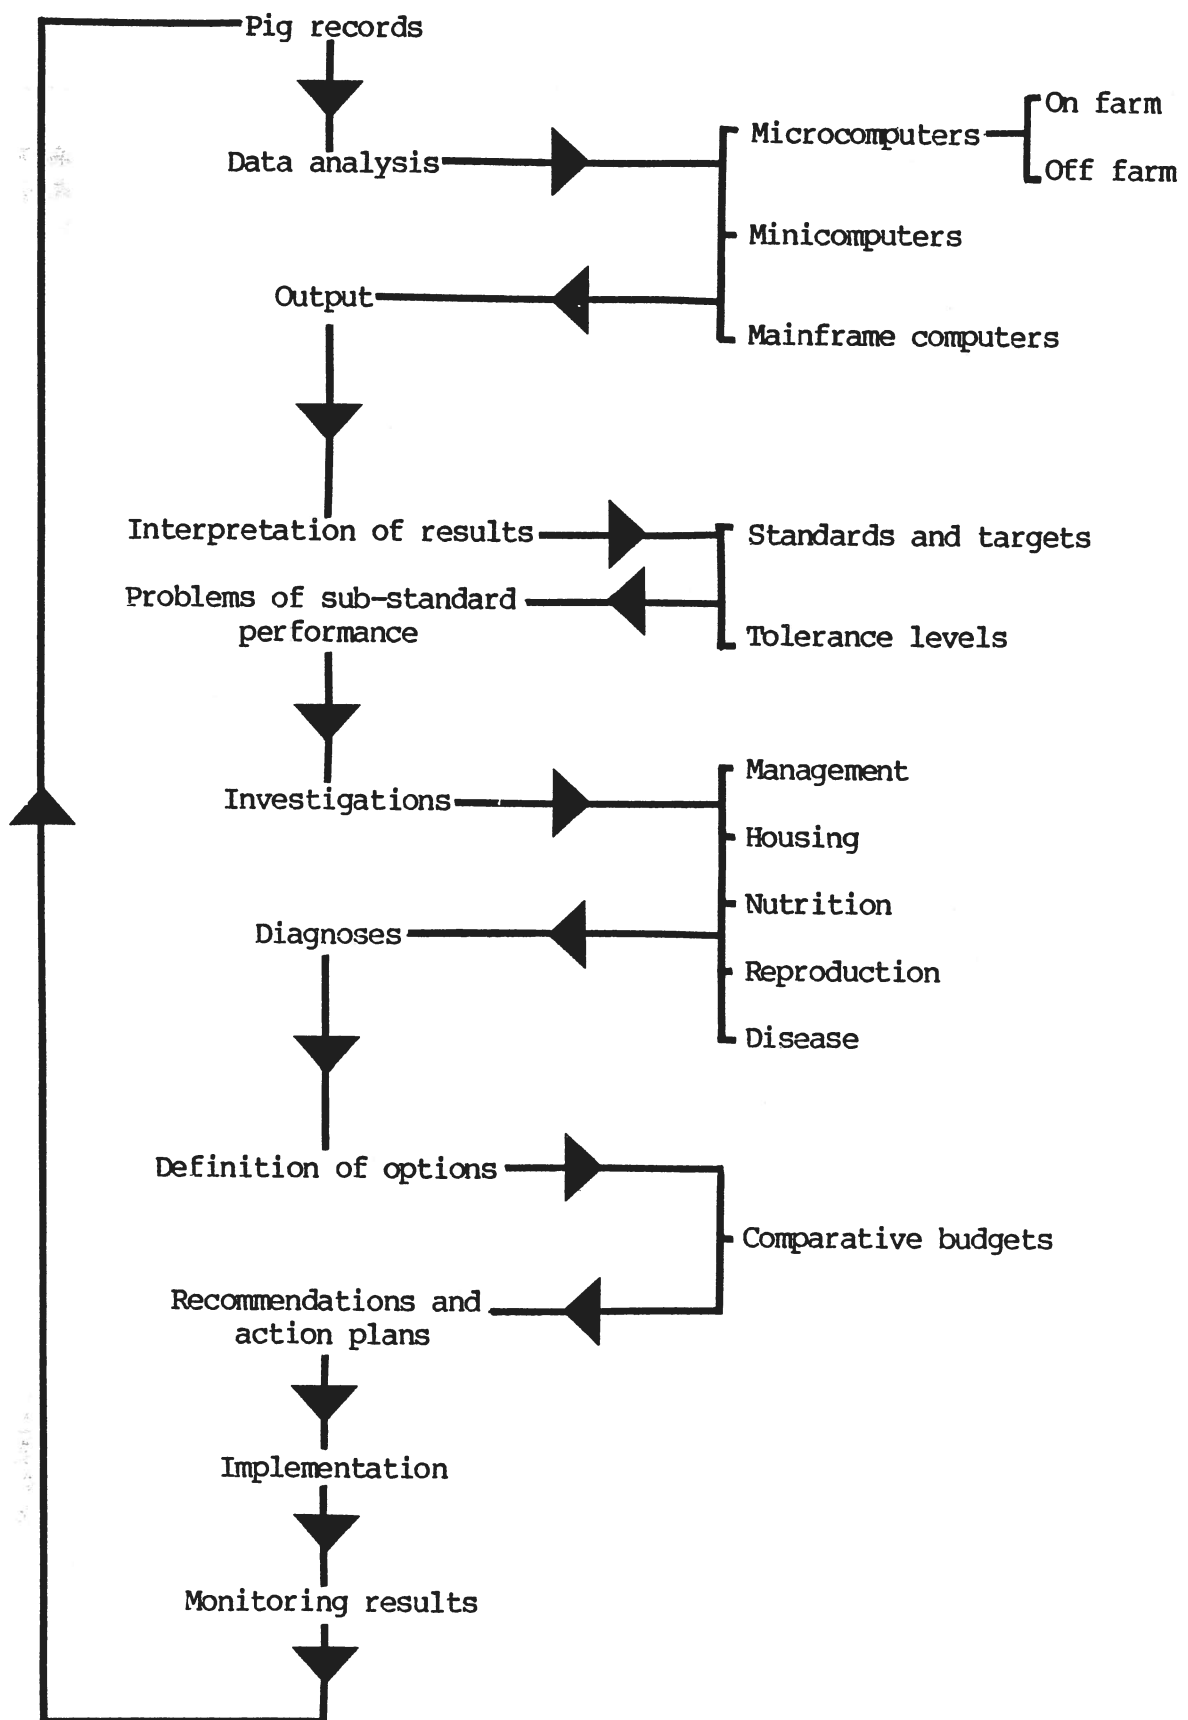 Pig records
On farm
Microcomputers
Data analysis
Off farm
Minicomputers
Output
Mainframe computers
Interpretation of results
Standards and targets
Problems of sub-standard
performance
Tolerance levels
Management
Investigations
Housing
Nutrition
Diagnoses
Reproduction
Disease
Definition of options
Comparative budgets
Recommendations and
action plans
Implementation
Monitoring results